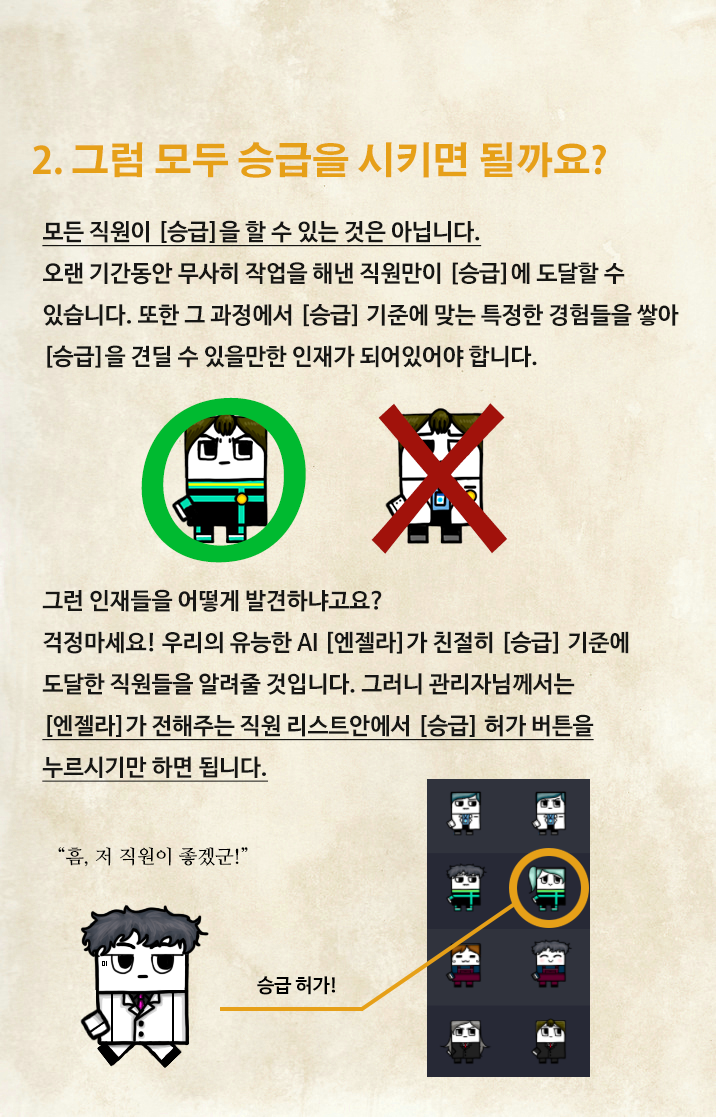 2. 그럼 모두 승급을 시키면 될까요?
모든 직원이 [승급]을 할 수 있는 것은 아닙니다.
오랜 기간동안 무사히 작업을 해낸 직원만이 [승급]에 도달할 수
있습니다. 또한 그 과정에서 [승급] 기준에 맞는 특정한 경험들을 쌓아
[승급]을 견딜 수 있을만한 인재가 되어있어야 합니다.
그런 인재들을 어떻게 발견하냐고요?
걱정마세요! 우리의 유능한 AI [엔젤라]가 친절히 [승급] 기준에
도달한 직원들을 알려줄 것입니다. 그러니 관리자님께서는
[엔젤라]가 전해주는 직원 리스트안에서 [승급] 허가 버튼을
누르시기만 하면 됩니다.
“흠, 저 직원이 좋겠군!”
01
승급 허가!